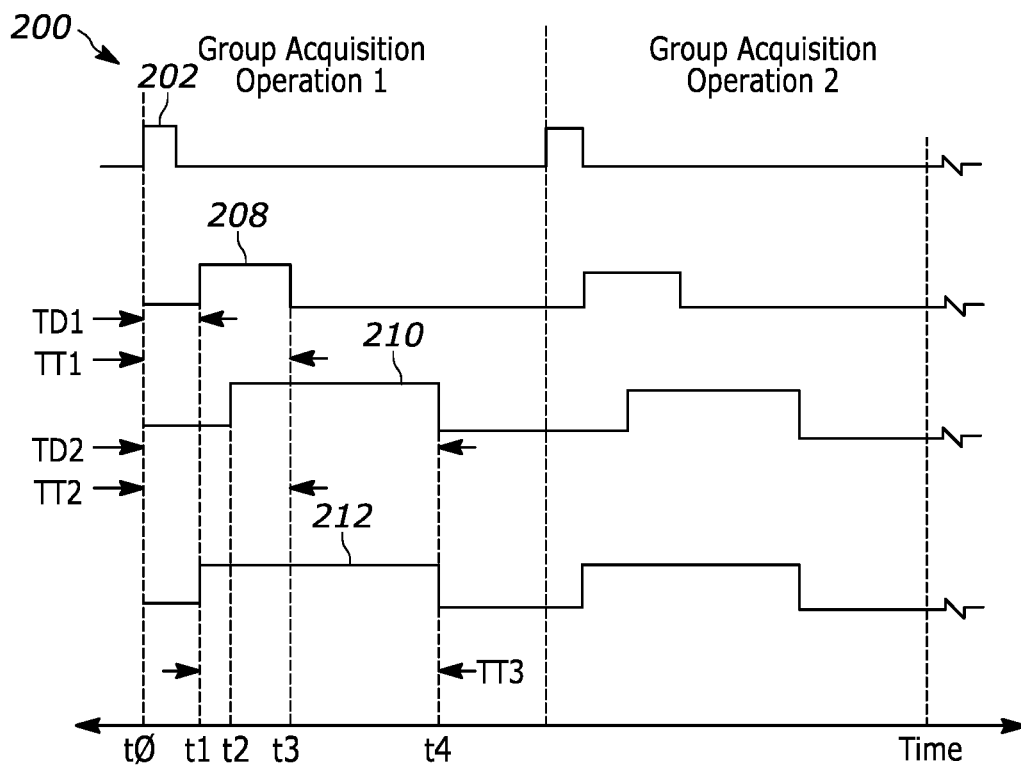 200
Group Acquisition
Operation 1
Group Acquisition
Operation 2
202
208
TD1
TT1
210
TD2
TT2
212
TT3
tØ t1 t2 t3 t4 Time